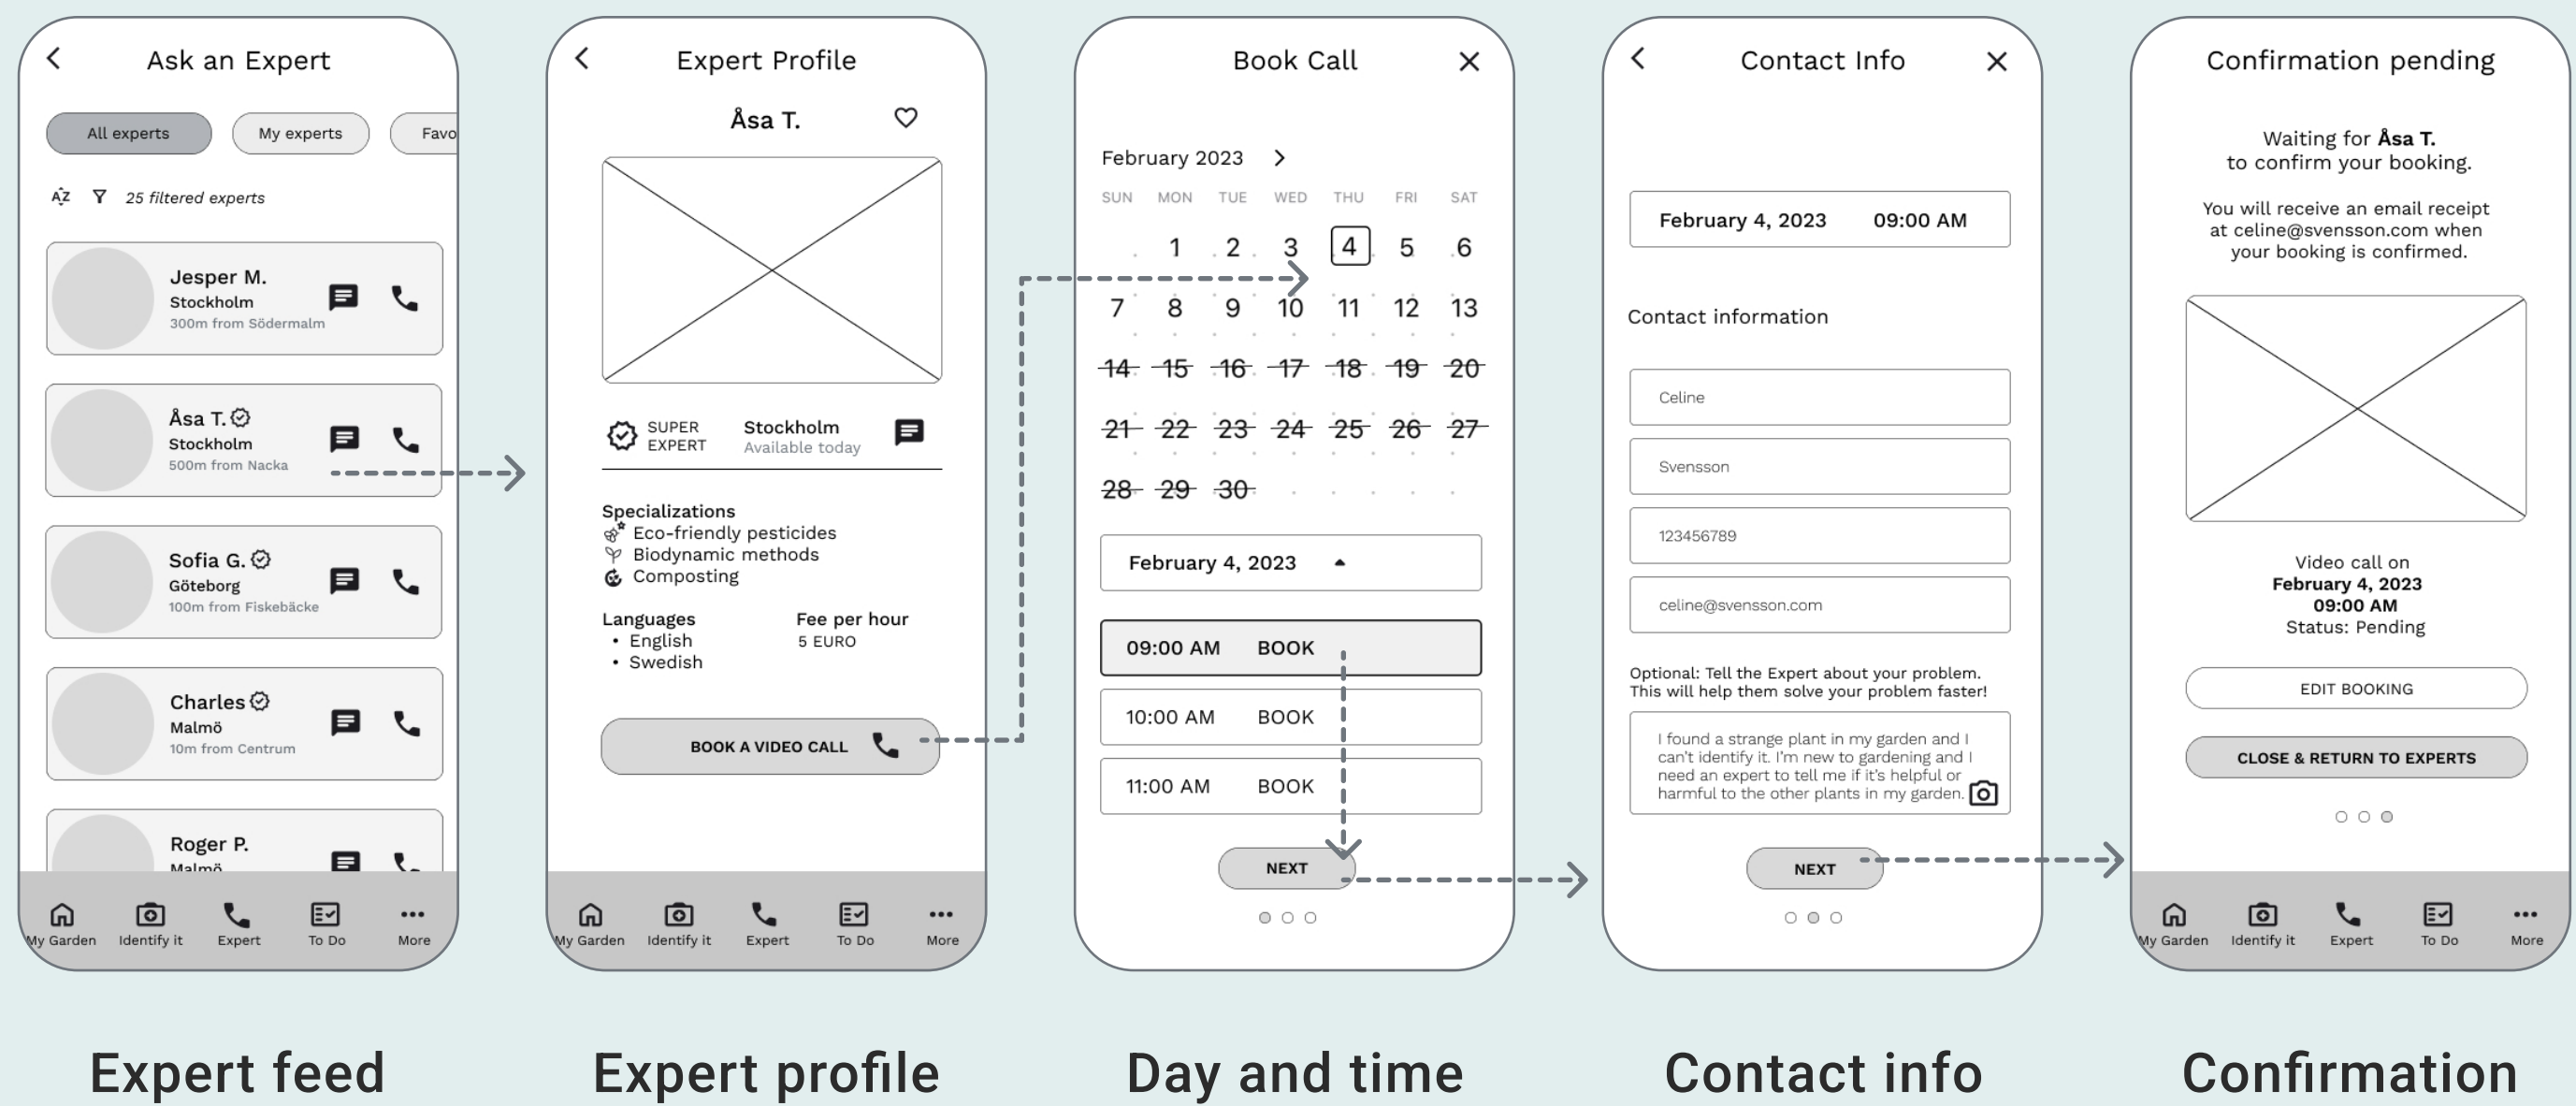 Ask an Expert
All experts
My experts
Favo
AZ
25 filtered experts
Jesper M.
Stockholm
300m from Södermalm
Åsa T.
Stockholm
500m from Nacka
Sofia G.
Göteborg
100m from Fiskebäcke
Charles
Malmö
10m from Centrum
Roger P.
Malmö
My Garden
Identify it
Expert
To Do
More
Expert feed
Expert Profile
Åsa T.
SUPER
EXPERT
Stockholm
Available today
Specializations
Eco-friendly pesticides
Biodynamic methods
Composting
Languages
• English
• Swedish
Fee per hour
5 EURO
BOOK A VIDEO CALL
My Garden
Identify it
Expert
To Do
More
Expert profile
Book Call
February 2023
SUN MON TUE WED THU FRI SAT
1 2 3 4 5 6
7 8 9 10 11 12 13
14 15 16 17 18 19 20
21 22 23 24 25 26 27
28 29 30
February 4, 2023
09:00 AM BOOK
10:00 AM BOOK
11:00 AM BOOK
NEXT
Day and time
Contact Info
February 4, 2023 09:00 AM
Contact information
Celine
Svensson
123456789
celine@svensson.com
Optional: Tell the Expert about your problem.
This will help them solve your problem faster!
I found a strange plant in my garden and I
can't identify it. I'm new to gardening and I
need an expert to tell me if it's helpful or
harmful to the other plants in my garden.
NEXT
Contact info
Confirmation pending
Waiting for Åsa T.
to confirm your booking.
You will receive an email receipt
at celine@svensson.com when
your booking is confirmed.
Video call on
February 4, 2023
09:00 AM
Status: Pending
EDIT BOOKING
CLOSE & RETURN TO EXPERTS
My Garden
Identify it
Expert
To Do
More
Confirmation